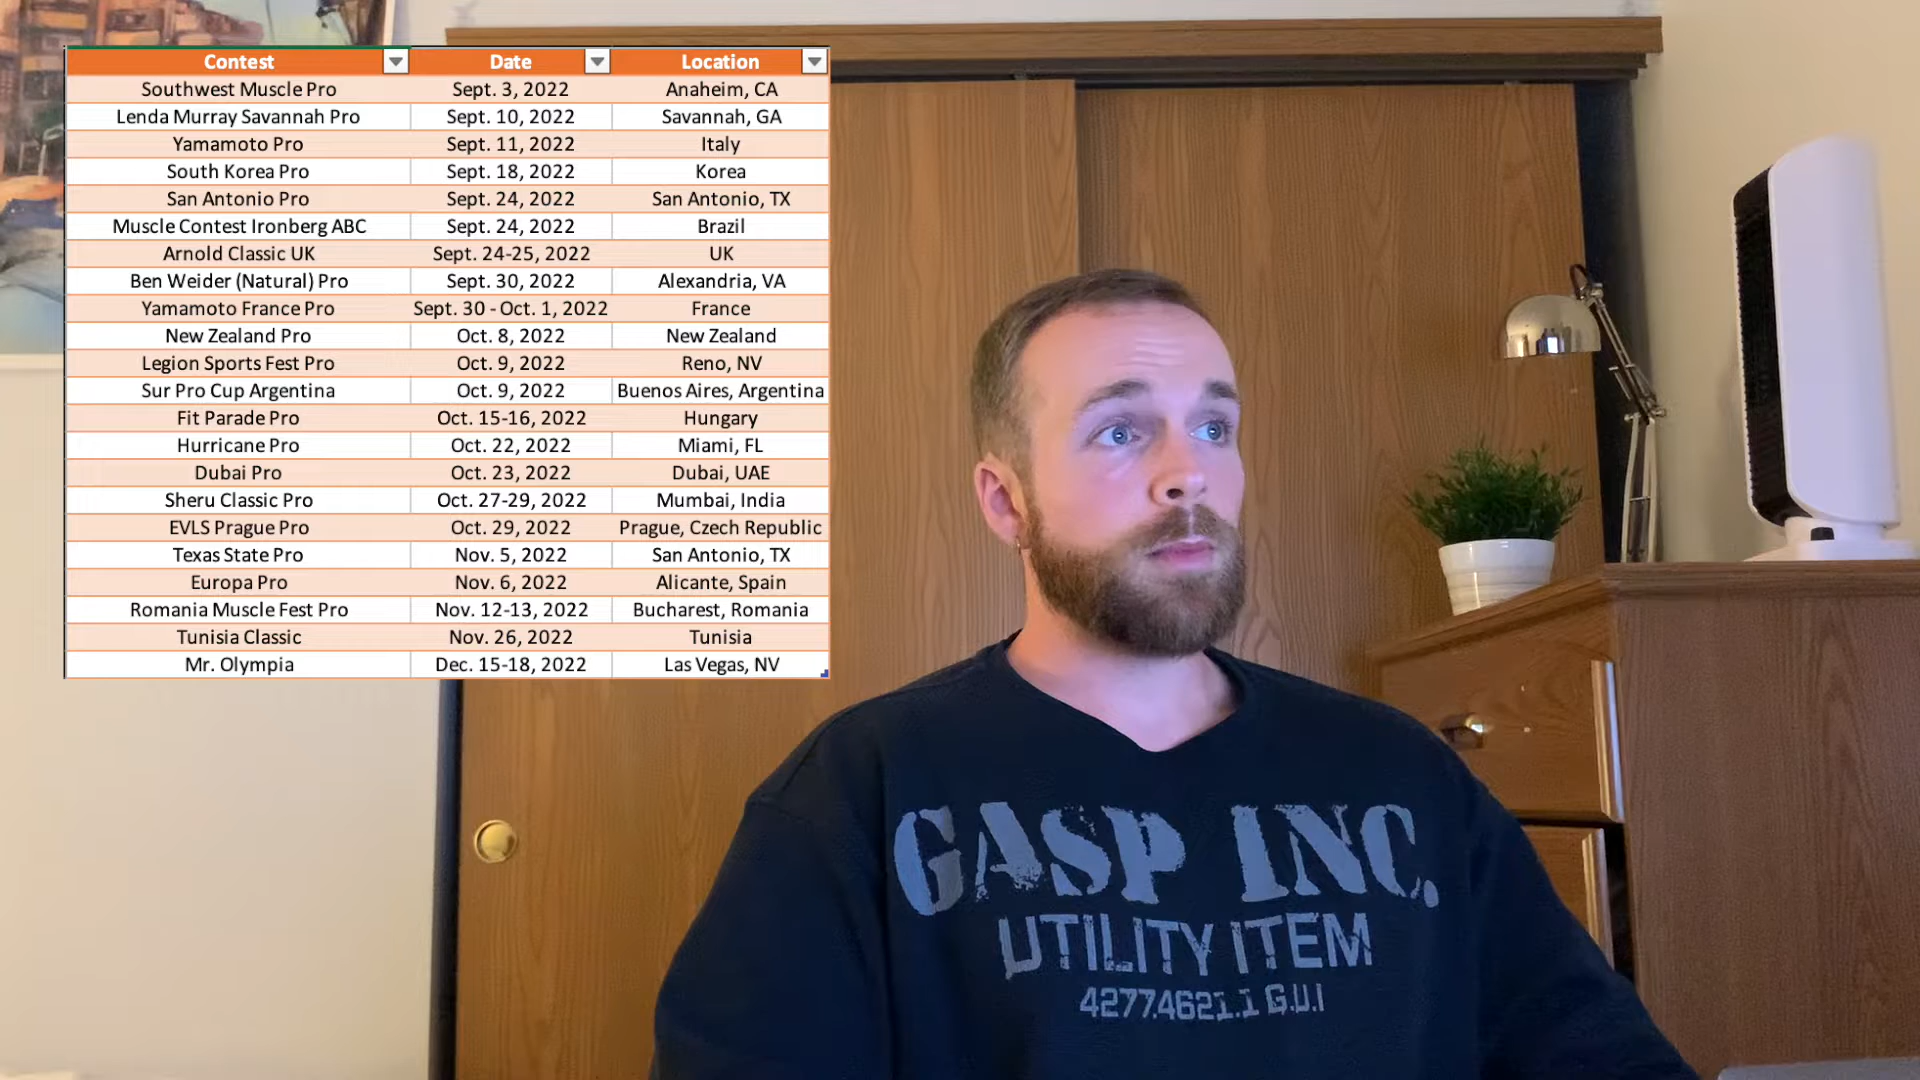 Contest Date Location
Southwest Muscle Pro Sept. 3, 2022 Anaheim, CA
Lenda Murray Savannah Pro Sept. 10, 2022 Savannah, GA
Yamamoto Pro Sept. 11, 2022 Italy
South Korea Pro Sept. 18, 2022 Korea
San Antonio Pro Sept. 24, 2022 San Antonio, TX
Muscle Contest Ironberg ABC Sept. 24, 2022 Brazil
Arnold Classic UK Sept. 24-25, 2022 UK
Ben Weider (Natural) Pro Sept. 30, 2022 Alexandria, VA
Yamamoto France Pro Sept. 30 - Oct. 1, 2022 France
New Zealand Pro Oct. 8, 2022 New Zealand
Legion Sports Fest Pro Oct. 9, 2022 Reno, NV
Sur Pro Cup Argentina Oct. 9, 2022 Buenos Aires, Argentina
Fit Parade Pro Oct. 15-16, 2022 Hungary
Hurricane Pro Oct. 22, 2022 Miami, FL
Dubai Pro Oct. 23, 2022 Dubai, UAE
Sheru Classic Pro Oct. 27-29, 2022 Mumbai, India
EVLS Prague Pro Oct. 29, 2022 Prague, Czech Republic
Texas State Pro Nov. 5, 2022 San Antonio, TX
Europa Pro Nov. 6, 2022 Alicante, Spain
Romania Muscle Fest Pro Nov. 12-13, 2022 Bucharest, Romania
Tunisia Classic Nov. 26, 2022 Tunisia
Mr. Olympia Dec. 15-18, 2022 Las Vegas, NV
GASP INC.
UTILITY ITEM
42774621.1 G.U.I